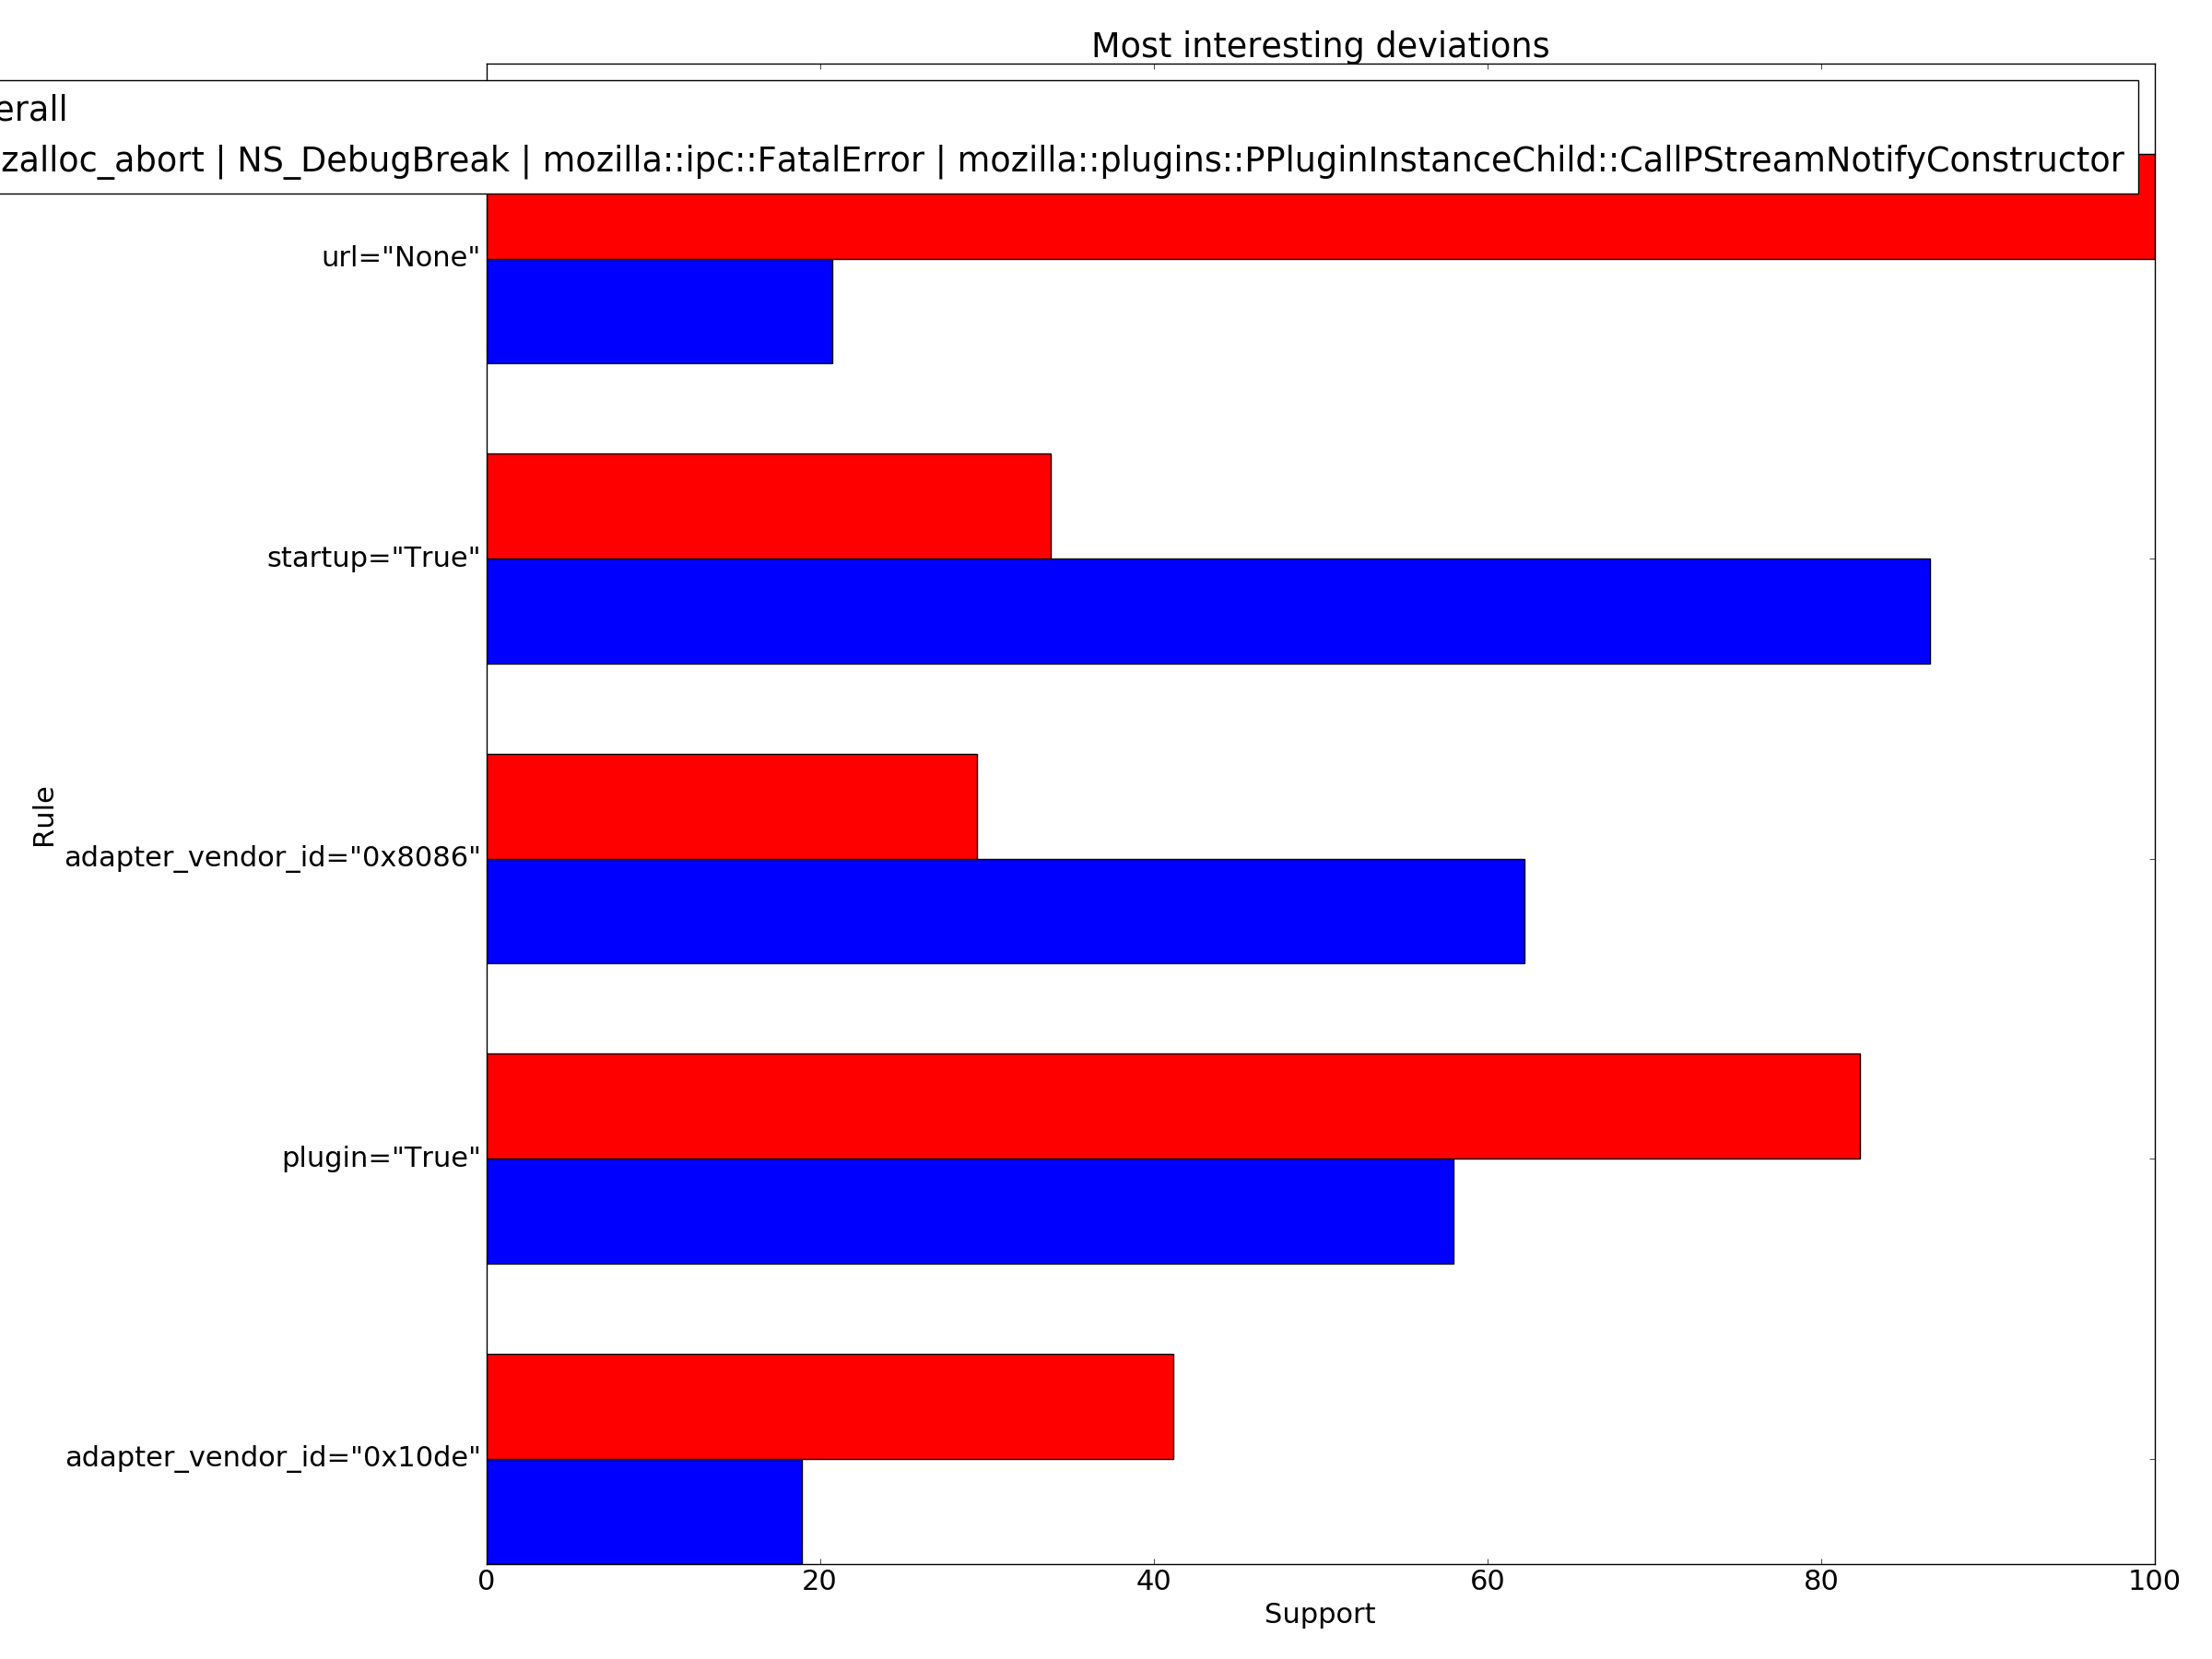 Most interesting deviations
erall
zalloc_abort | NS_DebugBreak | mozilla::ipc::FatalError | mozilla::plugins::PPluginInstanceChild::CallPStreamNotifyConstructor
url="None"
startup="True"
Rule
adapter_vendor_id="0x8086"
plugin="True"
adapter_vendor_id="0x10de"
0 20 40 60 80 100
Support